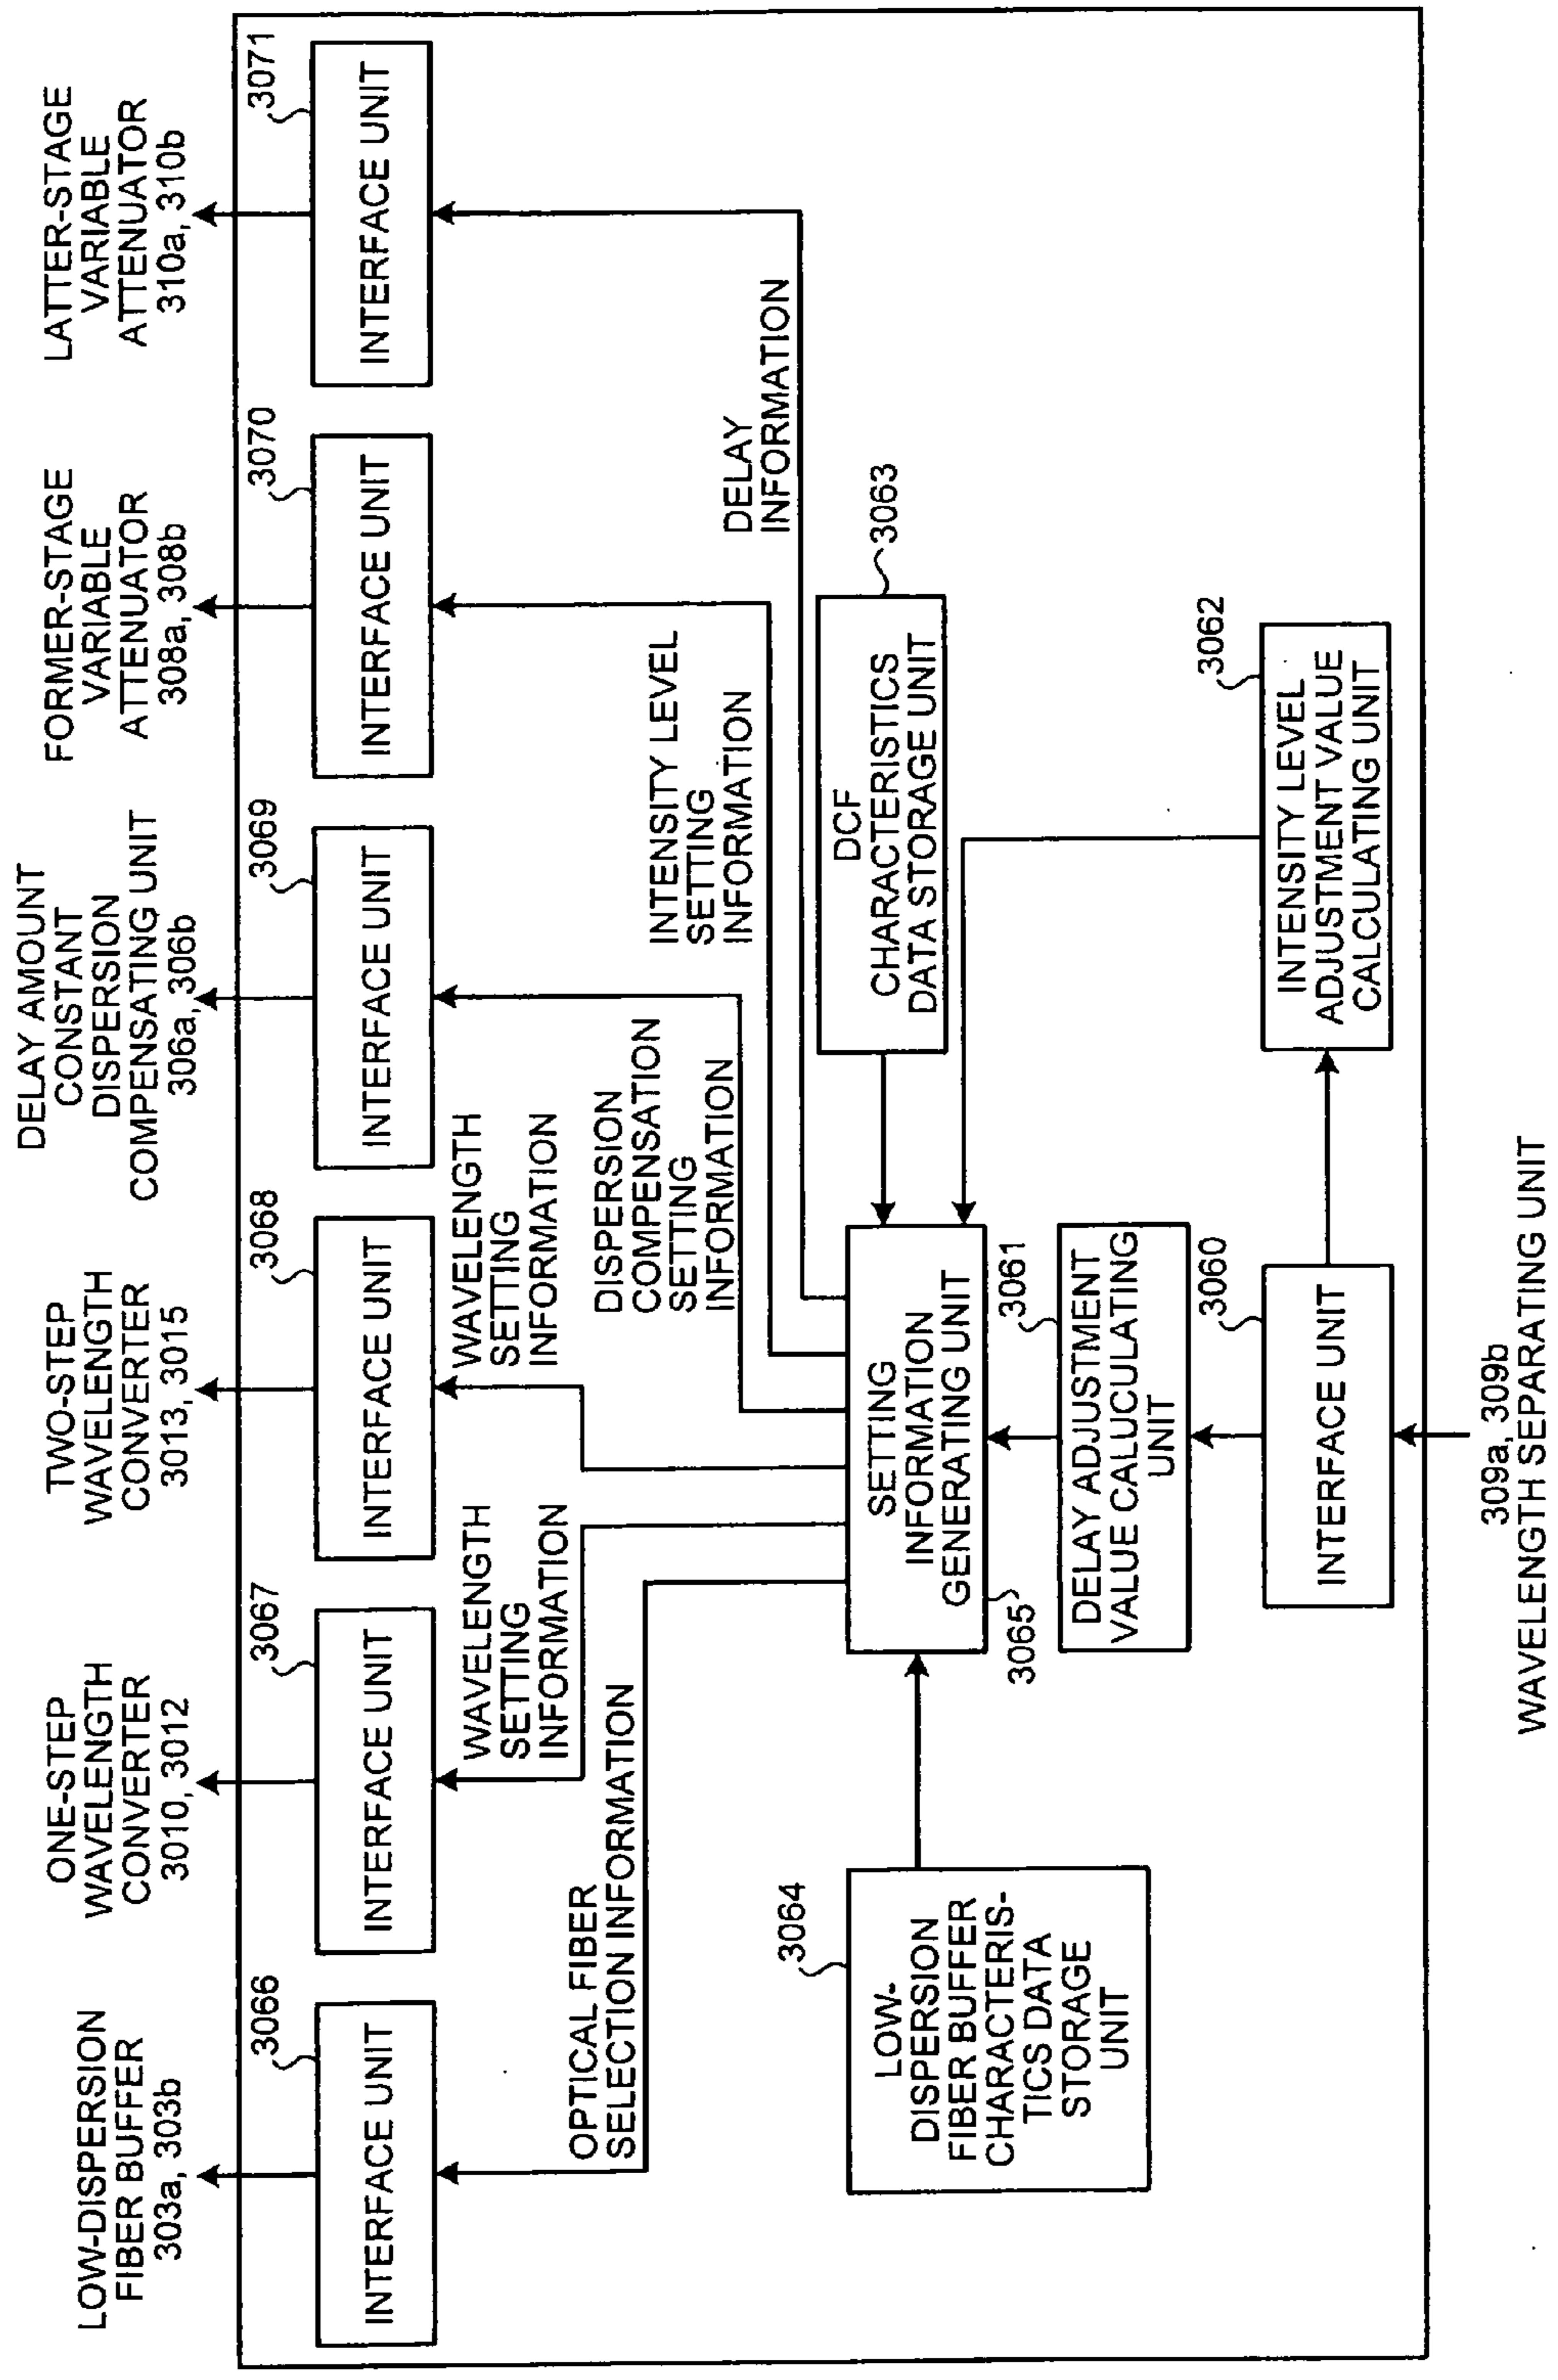 LOW-DISPERSION
FIBER BUFFER
303a, 303b
ONE-STEP
WAVELENGTH
CONVERTER
3010, 3012
TWO-STEP
WAVELENGTH
CONVERTER
3013, 3015
DELAY AMOUNT
CONSTANT
DISPERSION
COMPENSATING UNIT
306a, 306b
FORMER-STAGE
VARIABLE
ATTENUATOR
308a, 308b
LATTER-STAGE
VARIABLE
ATTENUATOR
310a, 310b
3066
INTERFACE UNIT
3067
INTERFACE UNIT
3068
INTERFACE UNIT
3069
INTERFACE UNIT
3070
INTERFACE UNIT
3071
INTERFACE UNIT
OPTICAL FIBER
SELECTION INFORMATION
WAVELENGTH
SETTING
INFORMATION
WAVELENGTH
SETTING
INFORMATION
DISPERSION
COMPENSATION
SETTING
INFORMATION
INTENSITY LEVEL
SETTING
INFORMATION
DELAY
INFORMATION
3064
LOW-
DISPERSION
FIBER BUFFER
CHARACTERIS-
TICS DATA
STORAGE
UNIT
SETTING
INFORMATION
GENERATING UNIT
3065
DCF
CHARACTERISTICS
DATA STORAGE UNIT
3063
3061
DELAY ADJUSTMENT
VALUE CALUCULATING
UNIT
3060
INTERFACE UNIT
3062
INTENSITY LEVEL
ADJUSTMENT VALUE
CALCULATING UNIT
309a, 309b
WAVELENGTH SEPARATING UNIT